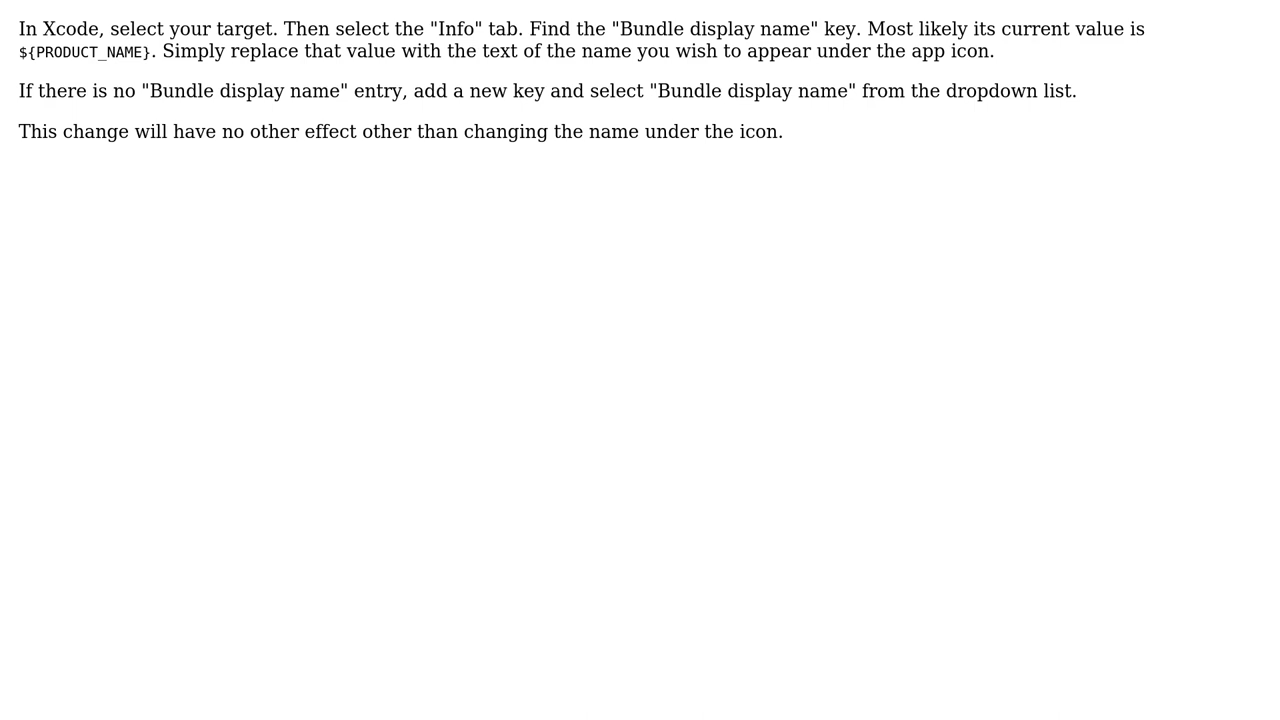 In Xcode, select your target. Then select the "Info" tab. Find the "Bundle display name" key. Most likely its current value is
${PRODUCT_NAME}. Simply replace that value with the text of the name you wish to appear under the app icon.
If there is no "Bundle display name" entry, add a new key and select "Bundle display name" from the dropdown list.
This change will have no other effect other than changing the name under the icon.